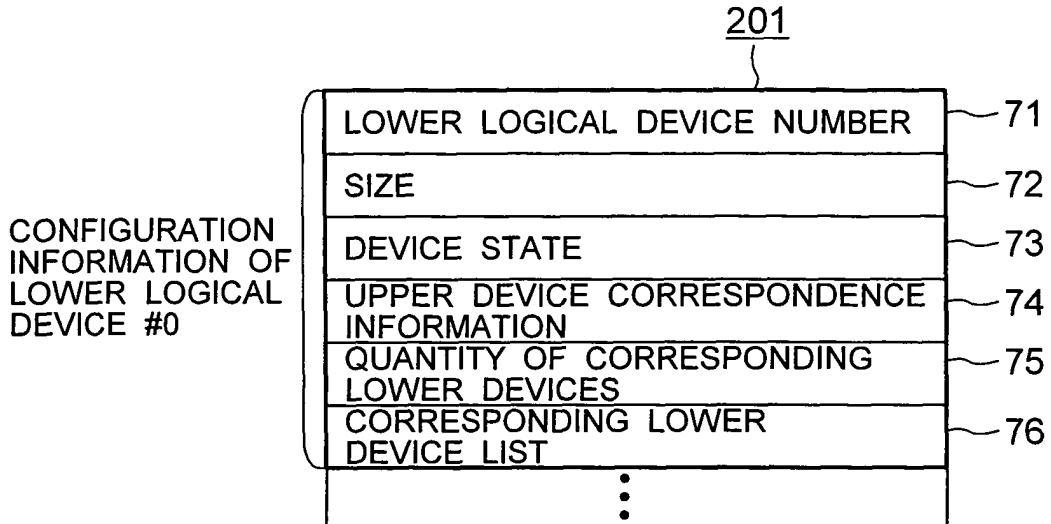 201
LOWER LOGICAL DEVICE NUMBER 71
SIZE 72
DEVICE STATE 73
UPPER DEVICE CORRESPONDENCE
INFORMATION 74
QUANTITY OF CORRESPONDING
LOWER DEVICES 75
CORRESPONDING LOWER
DEVICE LIST 76
CONFIGURATION
INFORMATION OF
LOWER LOGICAL
DEVICE #0